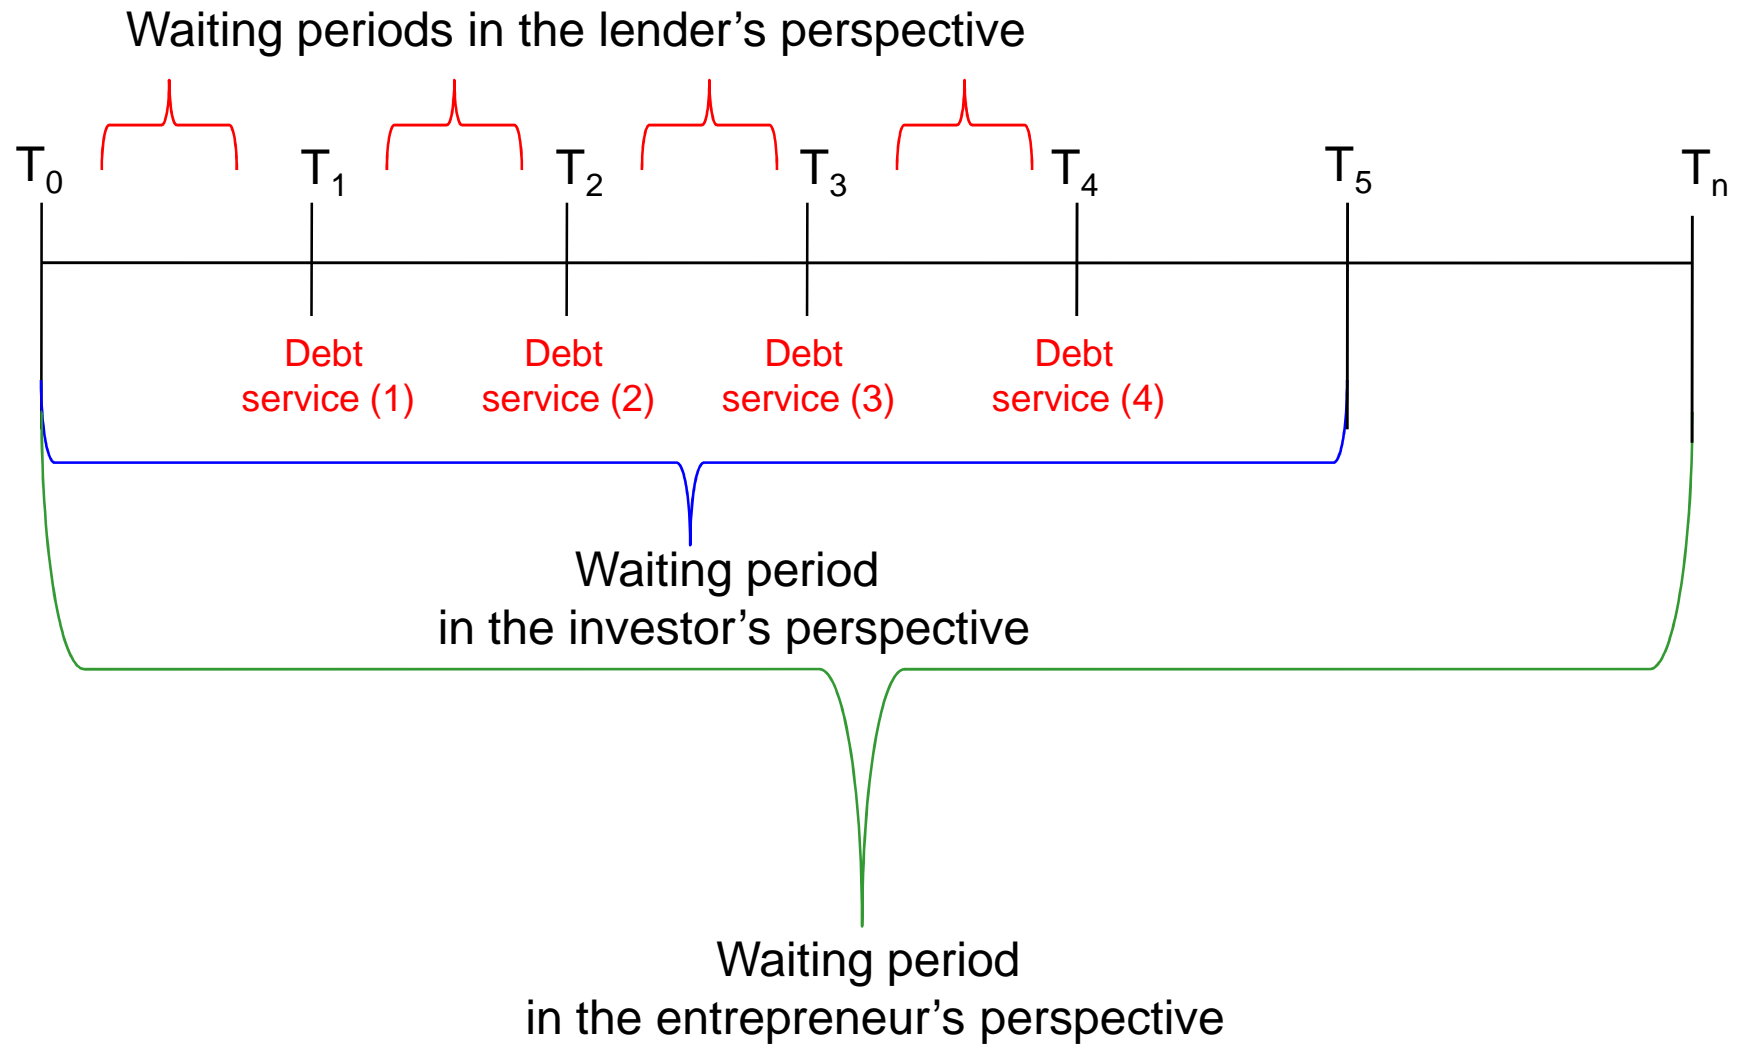 Waiting periods in the lender’s perspective
T₀ T₁ T₂ T₃ T₄ T₅ Tₙ
Debt Debt Debt Debt
service (1) service (2) service (3) service (4)
Waiting period
in the investor’s perspective
Waiting period
in the entrepreneur’s perspective